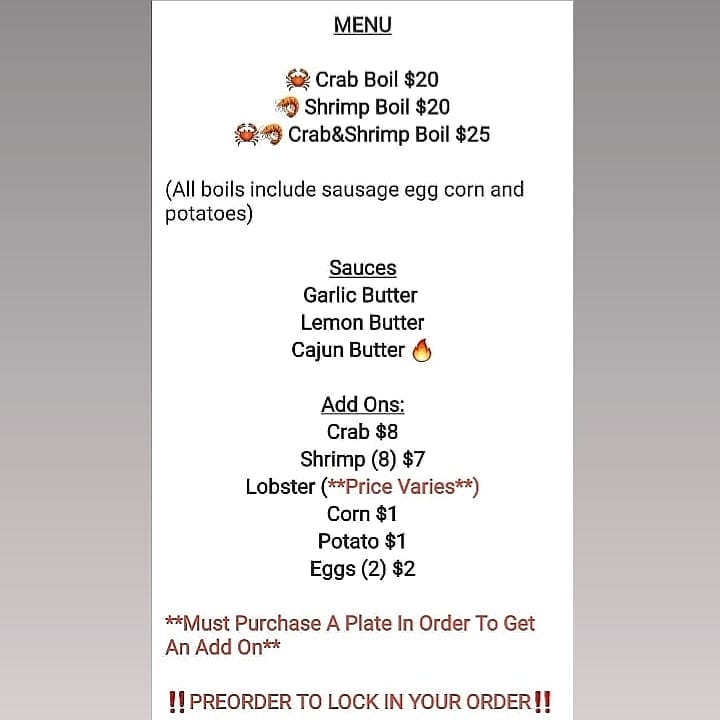 MENU
🦀 Crab Boil $20
🦐 Shrimp Boil $20
🦀🦐 Crab&Shrimp Boil $25
(All boils include sausage egg corn and
potatoes)
Sauces
Garlic Butter
Lemon Butter
Cajun Butter 🔥
Add Ons:
Crab $8
Shrimp (8) $7
Lobster (**Price Varies**)
Corn $1
Potato $1
Eggs (2) $2
**Must Purchase A Plate In Order To Get
An Add On**
‼️PREORDER TO LOCK IN YOUR ORDER‼️